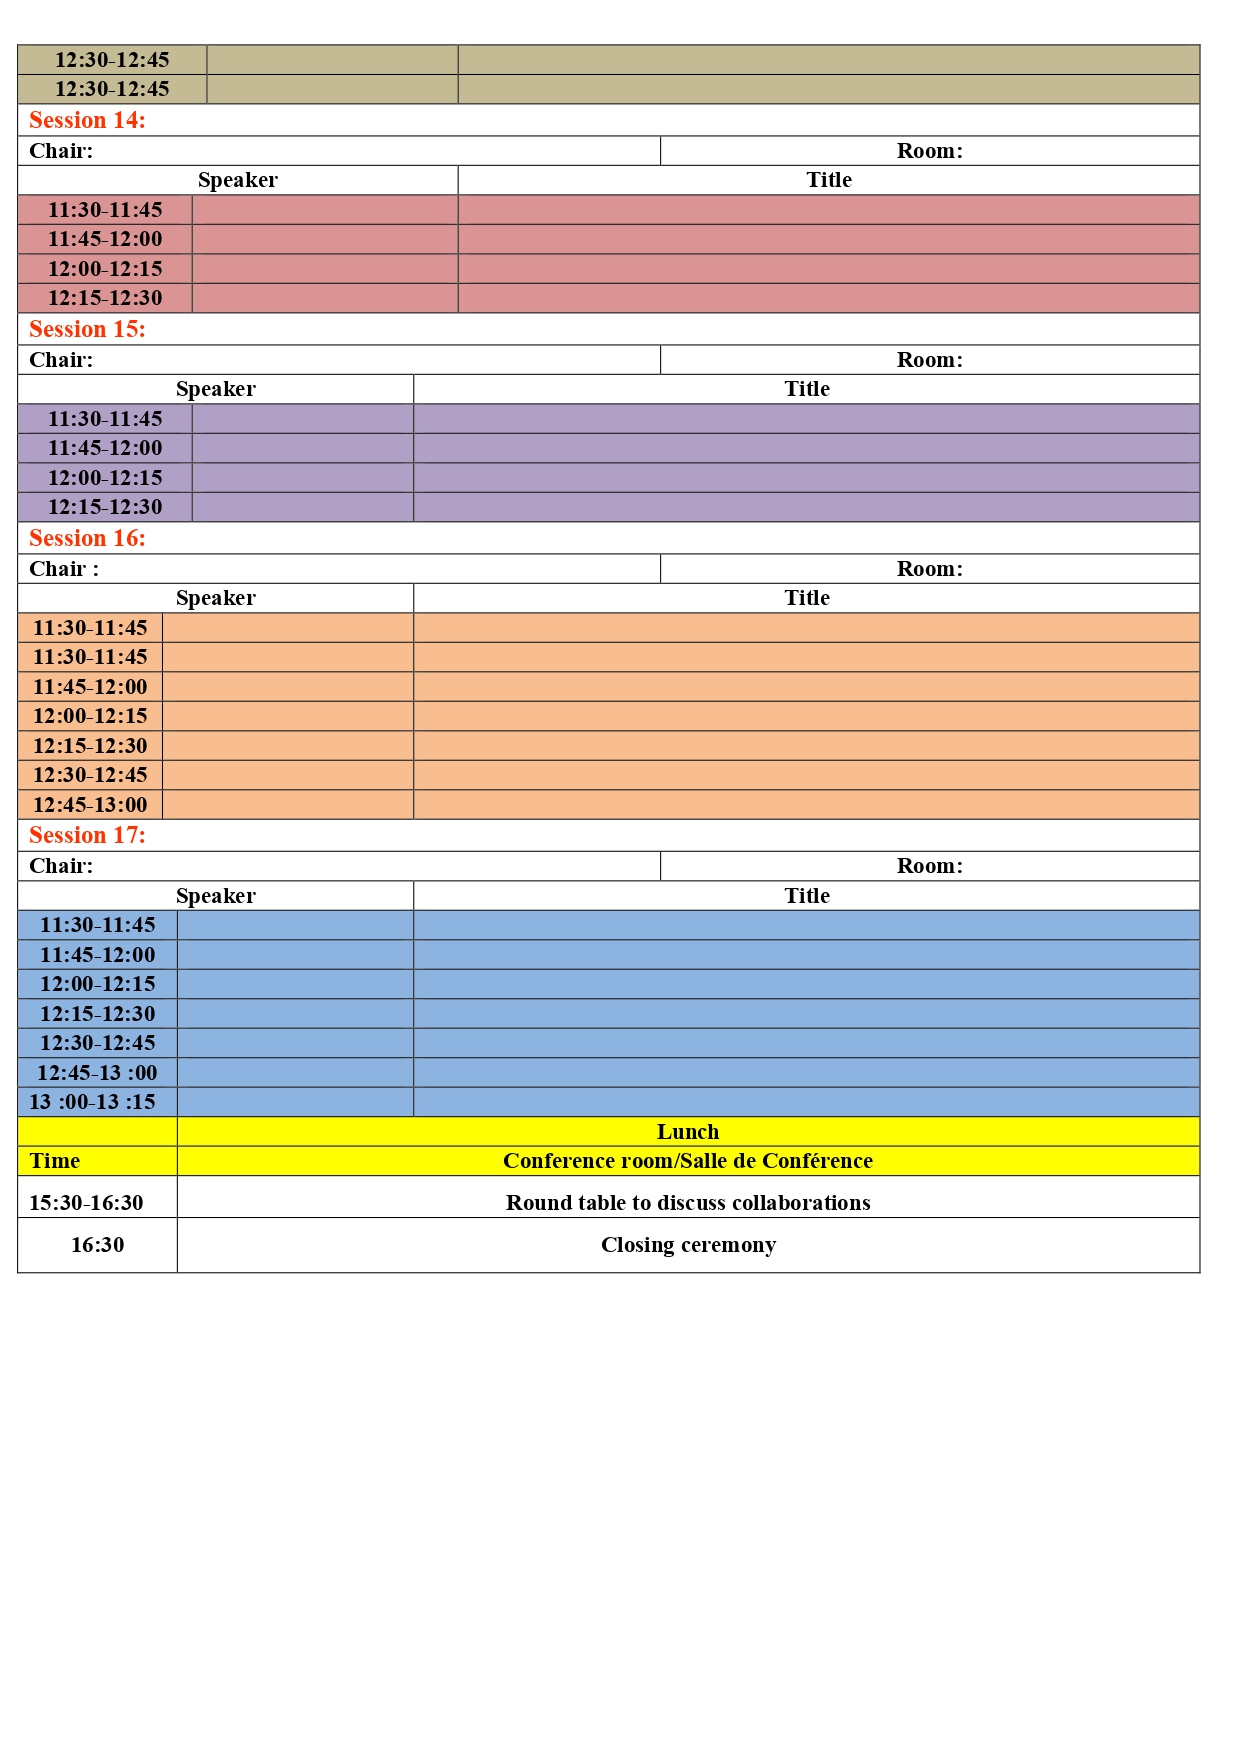 12:30-12:45
12:30-12:45
Session 14:
Chair: Room:
Speaker Title
11:30-11:45
11:45-12:00
12:00-12:15
12:15-12:30
Session 15:
Chair: Room:
Speaker Title
11:30-11:45
11:45-12:00
12:00-12:15
12:15-12:30
Session 16:
Chair : Room:
Speaker Title
11:30-11:45
11:30-11:45
11:45-12:00
12:00-12:15
12:15-12:30
12:30-12:45
12:45-13:00
Session 17:
Chair: Room:
Speaker Title
11:30-11:45
11:45-12:00
12:00-12:15
12:15-12:30
12:30-12:45
12:45-13 :00
13 :00-13 :15
Lunch
Time Conference room/Salle de Conférence
15:30-16:30 Round table to discuss collaborations
16:30 Closing ceremony